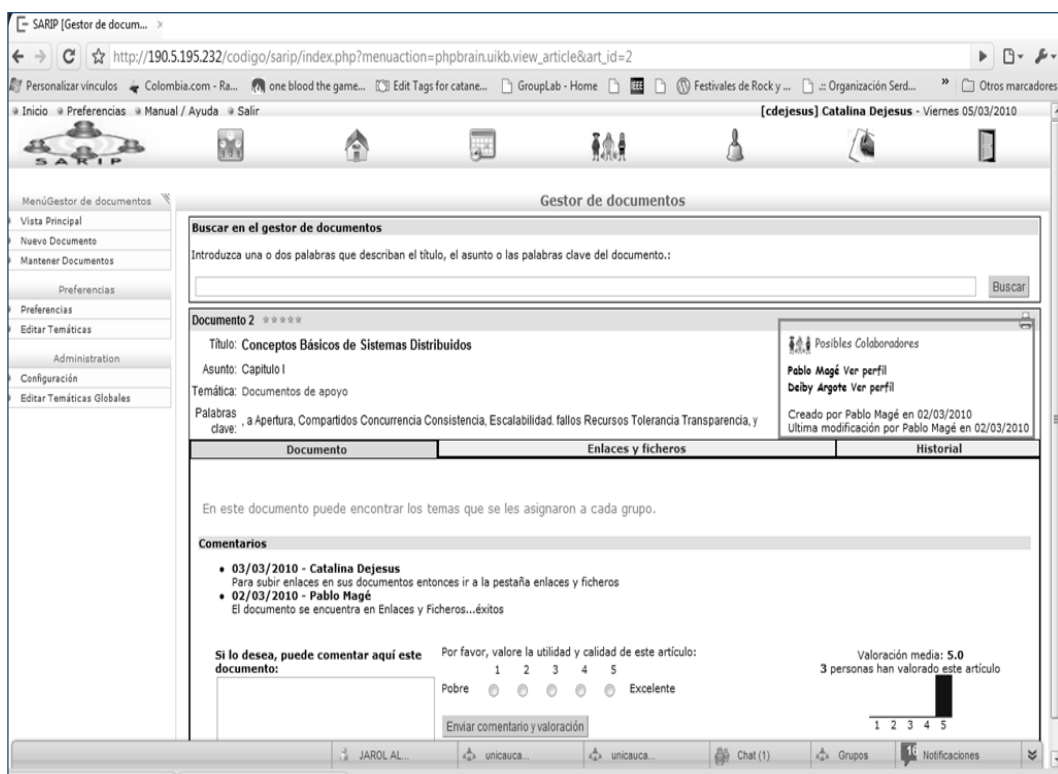 SARIP [Gestor de docum...
http://190.5.195.232/codigo/sarip/index.php?menuaction=phpbrain.uikb.view_article&art_id=2
Personalizar vínculos Colombia.com - Ra... one blood the game... Edit Tags for catane... GroupLab - Home Festivales de Rock y ... .:: Organización Serd... » Otros marcadores
Inicio Preferencias Manual / Ayuda Salir [cdejesus] Catalina Dejesus - Viernes 05/03/2010
SARIP
MenúGestor de documentos
Vista Principal
Nuevo Documento
Mantener Documentos
Preferencias
Preferencias
Editar Temáticas
Administration
Configuración
Editar Temáticas Globales
Gestor de documentos
Buscar en el gestor de documentos
Introduzca una o dos palabras que describan el título, el asunto o las palabras clave del documento.:
Buscar
Documento 2
Título: Conceptos Básicos de Sistemas Distribuidos
Asunto: Capitulo I
Temática: Documentos de apoyo
Palabras clave: , a Apertura, Compartidos Concurrencia Consistencia, Escalabilidad. fallos Recursos Tolerancia Transparencia, y
Posibles Colaboradores
Pablo Magé Ver perfil
Deiby Argote Ver perfil
Creado por Pablo Magé en 02/03/2010
Ultima modificación por Pablo Magé en 02/03/2010
Documento Enlaces y ficheros Historial
En este documento puede encontrar los temas que se les asignaron a cada grupo.
Comentarios
• 03/03/2010 - Catalina Dejesus
Para subir enlaces en sus documentos entonces ir a la pestaña enlaces y ficheros
• 02/03/2010 - Pablo Magé
El documento se encuentra en Enlaces y Ficheros...éxitos
Si lo desea, puede comentar aquí este
documento:
Por favor, valore la utilidad y calidad de este artículo:
1 2 3 4 5
Pobre Excelente
Enviar comentario y valoración
Valoración media: 5.0
3 personas han valorado este artículo
1 2 3 4 5
JAROL AL... unicauca... unicauca... Chat (1) Grupos 16 Notificaciones